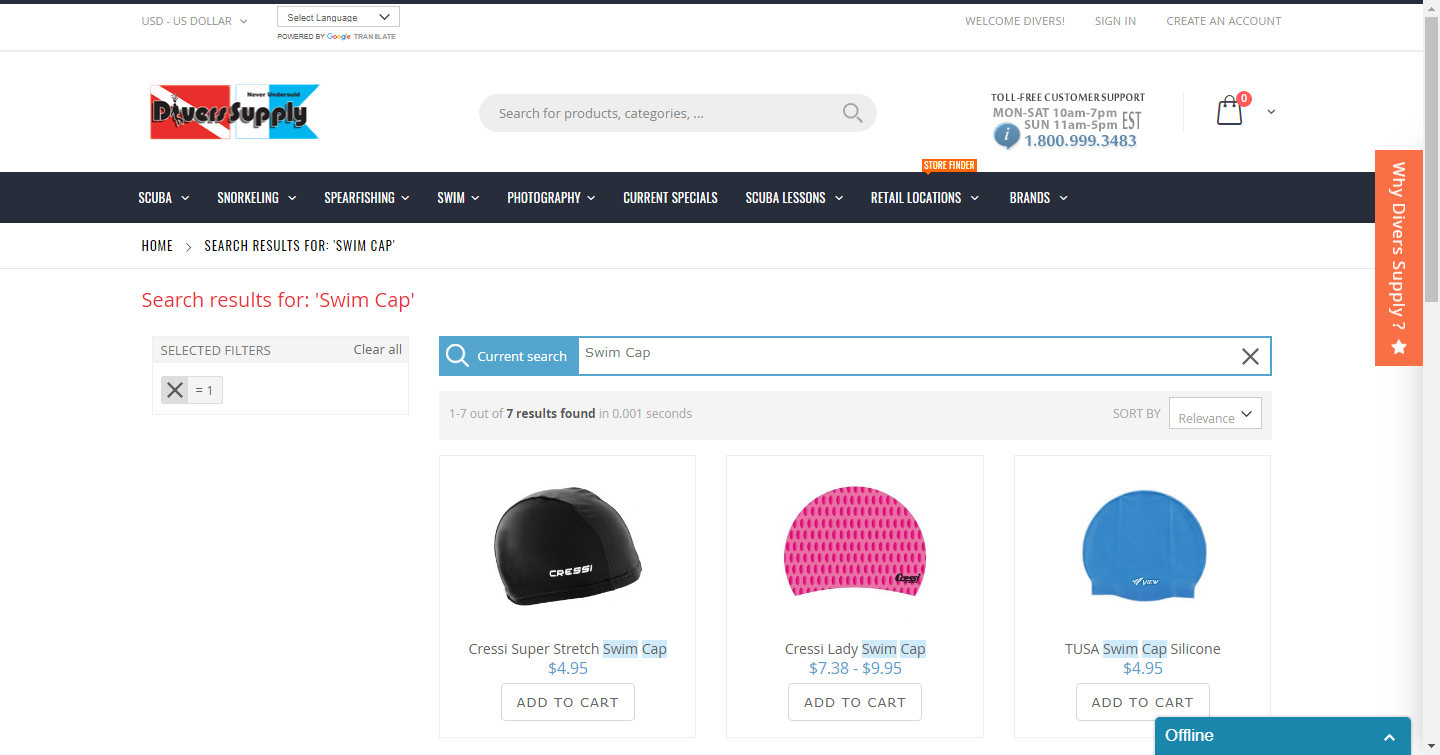 USD - US DOLLAR
Select Language
POWERED BY Google TRANSLATE
WELCOME DIVERS!
SIGN IN
CREATE AN ACCOUNT
Never Undersold
Divers Supply
Search for products, categories, ...
TOLL-FREE CUSTOMER SUPPORT
MON-SAT 10am-7pm
SUN 11am-5pm
EST
i
1.800.999.3483
0
STORE FINDER
SCUBA
SNORKELING
SPEARFISHING
SWIM
PHOTOGRAPHY
CURRENT SPECIALS
SCUBA LESSONS
RETAIL LOCATIONS
BRANDS
Why Divers Supply ?
HOME
SEARCH RESULTS FOR: 'SWIM CAP'
Search results for: 'Swim Cap'
SELECTED FILTERS
Clear all
= 1
Current search
Swim Cap
1-7 out of 7 results found in 0.001 seconds
SORT BY
Relevance
CRESSI
Cressi
VIEW
Cressi Super Stretch Swim Cap
$4.95
ADD TO CART
Cressi Lady Swim Cap
$7.38 - $9.95
ADD TO CART
TUSA Swim Cap Silicone
$4.95
ADD TO CART
Offline